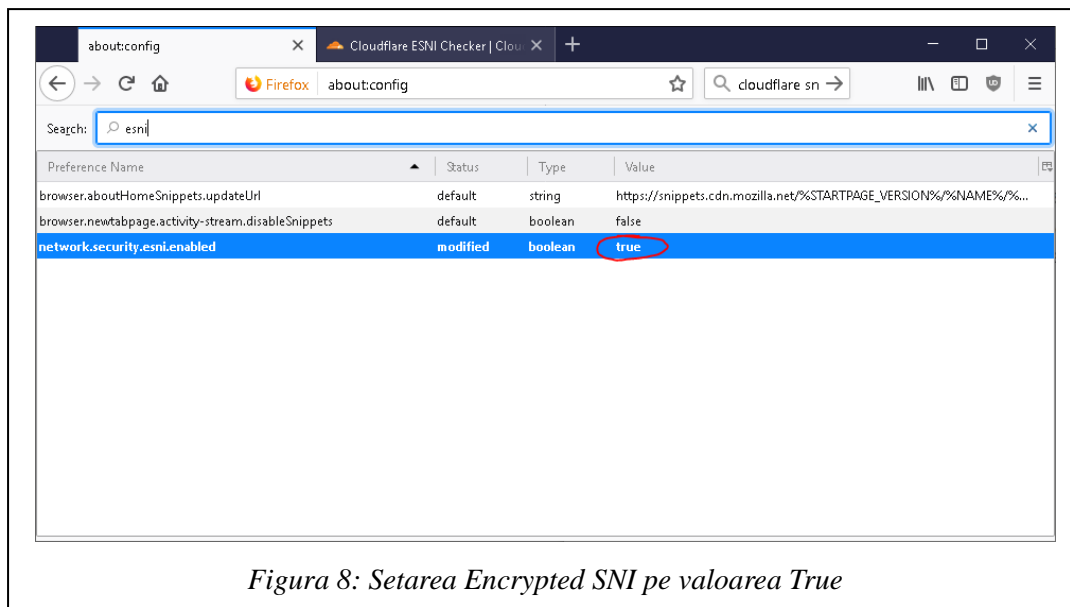 about:config
Cloudflare ESNI Checker | Clou
Firefox about:config cloudflare sn
Search: esni
Preference Name Status Type Value
browser.aboutHomeSnippets.updateUrl default string https://snippets.cdn.mozilla.net/%STARTPAGE_VERSION%/%NAME%/%...
browser.newtabpage.activity-stream.disableSnippets default boolean false
network.security.esni.enabled modified boolean true
Figura 8: Setarea Encrypted SNI pe valoarea True